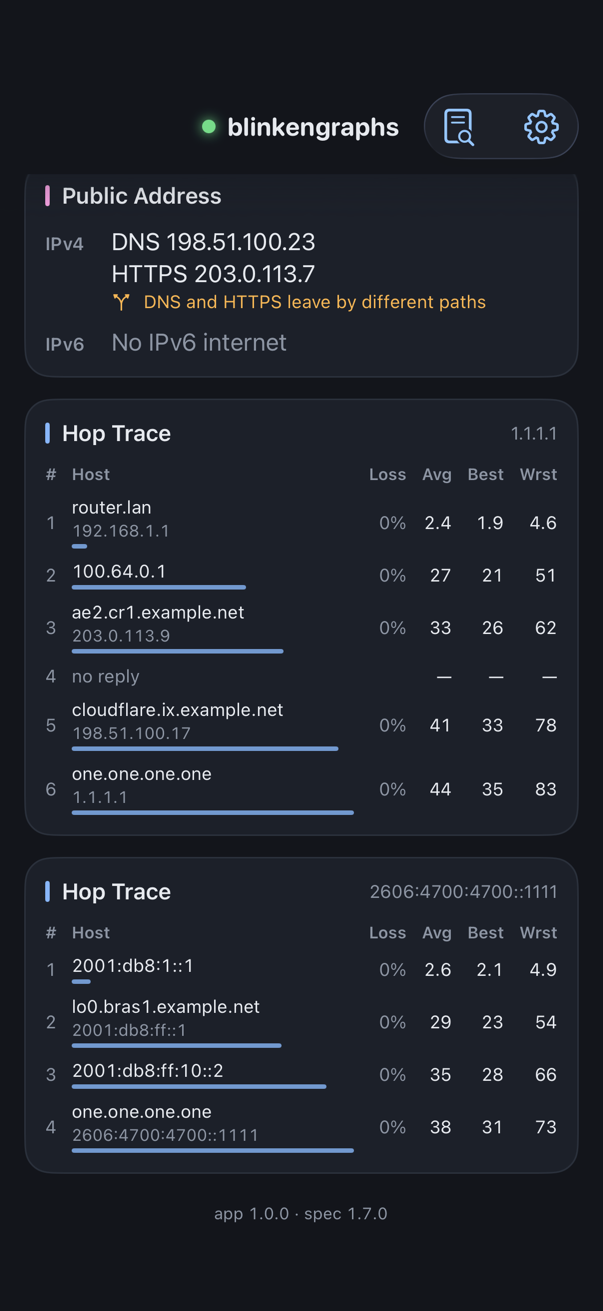 blinkengraphs
Public Address
IPv4 DNS 198.51.100.23
HTTPS 203.0.113.7
DNS and HTTPS leave by different paths
IPv6 No IPv6 internet
Hop Trace 1.1.1.1
# Host Loss Avg Best Wrst
router.lan
1 192.168.1.1 0% 2.4 1.9 4.6
2 100.64.0.1 0% 27 21 51
ae2.cr1.example.net
3 203.0.113.9 0% 33 26 62
4 no reply — — —
cloudflare.ix.example.net
5 198.51.100.17 0% 41 33 78
one.one.one.one
6 1.1.1.1 0% 44 35 83
Hop Trace 2606:4700:4700::1111
# Host Loss Avg Best Wrst
1 2001:db8:1::1 0% 2.6 2.1 4.9
lo0.bras1.example.net
2 2001:db8:ff::1 0% 29 23 54
3 2001:db8:ff:10::2 0% 35 28 66
one.one.one.one
4 2606:4700:4700::1111 0% 38 31 73
app 1.0.0 · spec 1.7.0